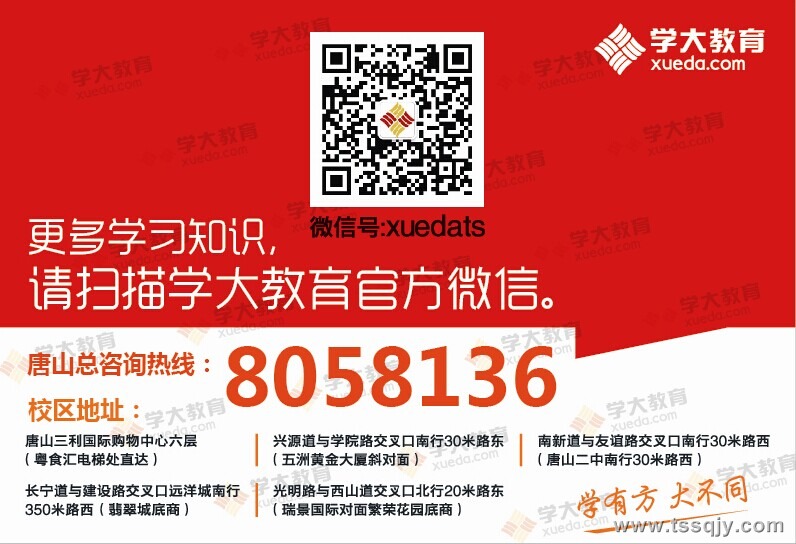 学大教育
xueda.com
微信号:xuedats
更多学习知识,
请扫描学大教育官方微信。
唐山总咨询热线：8058136
校区地址：
唐山三利国际购物中心六层
（粤食汇电梯处直达）
兴源道与学院路交叉口南行30米路东
（五洲黄金大厦斜对面）
南新道与友谊路交叉口南行30米路西
（唐山二中南行30米路西）
长宁道与建设路交叉口远洋城南行
350米路西（翡翠城底商）
光明路与西山道交叉口北行20米路东
（瑞景国际对面繁荣花园底商）
学有方 大不同
www.tssqjy.com